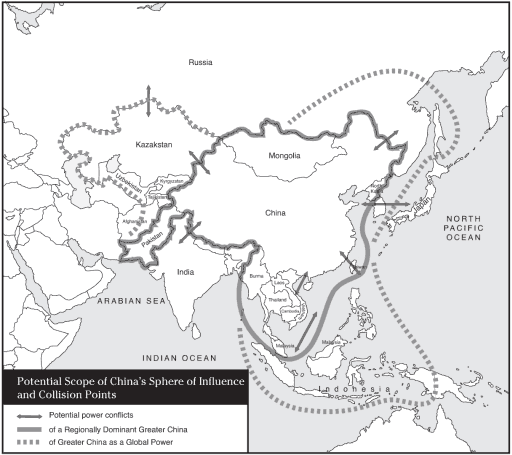 Russia
Kazakstan
Mongolia
Uzbekistan
Kyrgyzstan
Afghanistan
Pakistan
China
North
Korea
Japan
NORTH
PACIFIC
OCEAN
India
Burma
Laos
Thailand
Cambodia
ARABIAN SEA
INDIAN OCEAN
Malaysia
Malaysia
Indonesia
Potential Scope of China's Sphere of Influence
and Collision Points
Potential power conflicts
of a Regionally Dominant Greater China
of Greater China as a Global Power